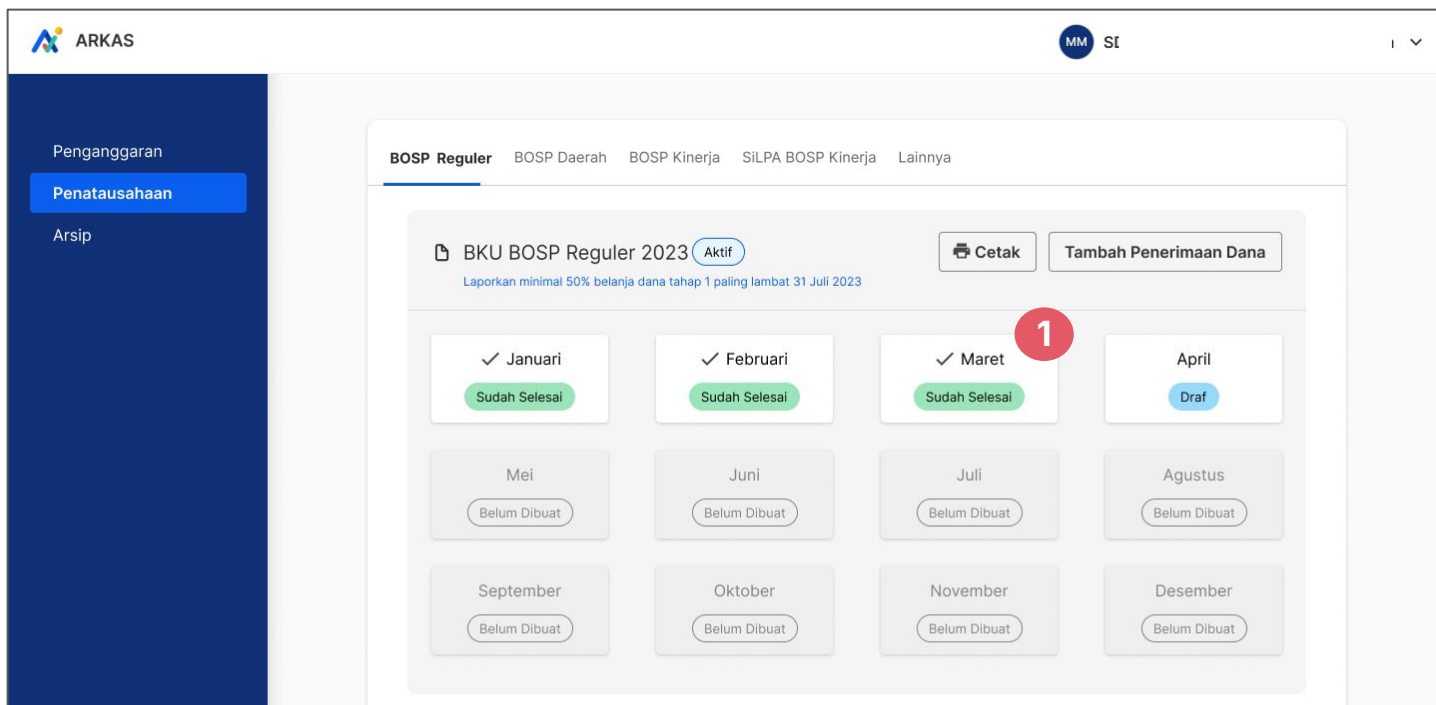 ARKAS
MM
Penganggaran
Penatausahaan
Arsip
BOSP Reguler BOSP Daerah BOSP Kinerja SiLPA BOSP Kinerja Lainnya
BKU BOSP Reguler 2023 Aktif
Cetak Tambah Penerimaan Dana
Laporkan minimal 50% belanja dana tahap 1 paling lambat 31 Juli 2023
1
Januari Februari Maret April
Sudah Selesai Sudah Selesai Sudah Selesai Draf
Mei Juni Juli Agustus
Belum Dibuat Belum Dibuat Belum Dibuat Belum Dibuat
September Oktober November Desember
Belum Dibuat Belum Dibuat Belum Dibuat Belum Dibuat